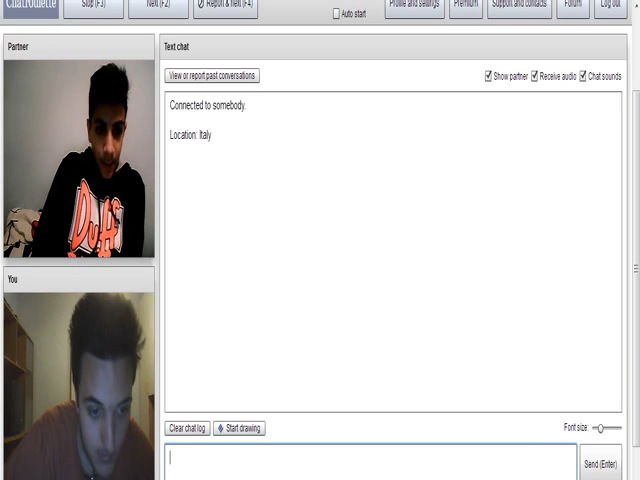 Chatroulette
Stop (F3)
Next (F2)
Report & next (F4)
Auto start
Profile and settings
Premium
Support and contacts
Forum
Log out
Partner
Text chat
View or report past conversations
Show partner
Receive audio
Chat sounds
Connected to somebody.
Location: Italy
Duff
You
Clear chat log
Start drawing
Font size:
Send (Enter)